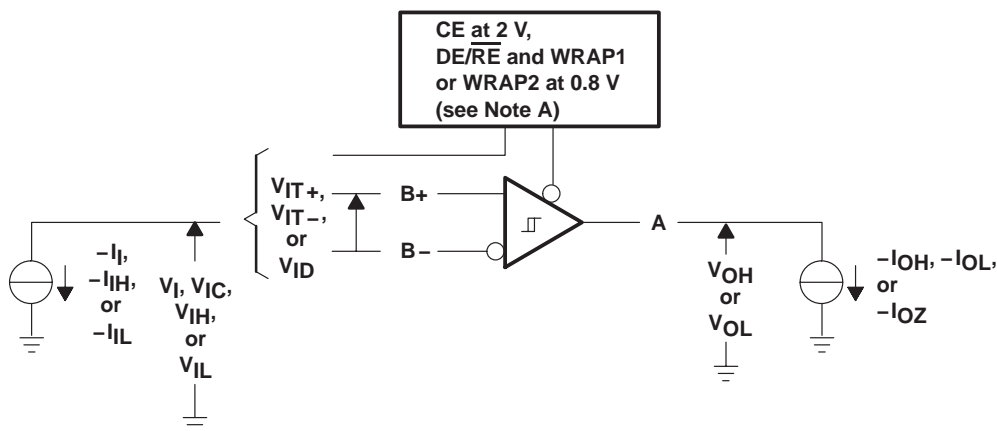 CE at 2 V,
DE/R̅E̅ and WRAP1
or WRAP2 at 0.8 V
(see Note A)
VIT+,
VIT−,
or
VID
B+
B−
A
−II,
−IIH,
or
−IIL
VI, VIC,
VIH,
or
VIL
VOH
or
VOL
−IOH, −IOL,
or
−IOZ